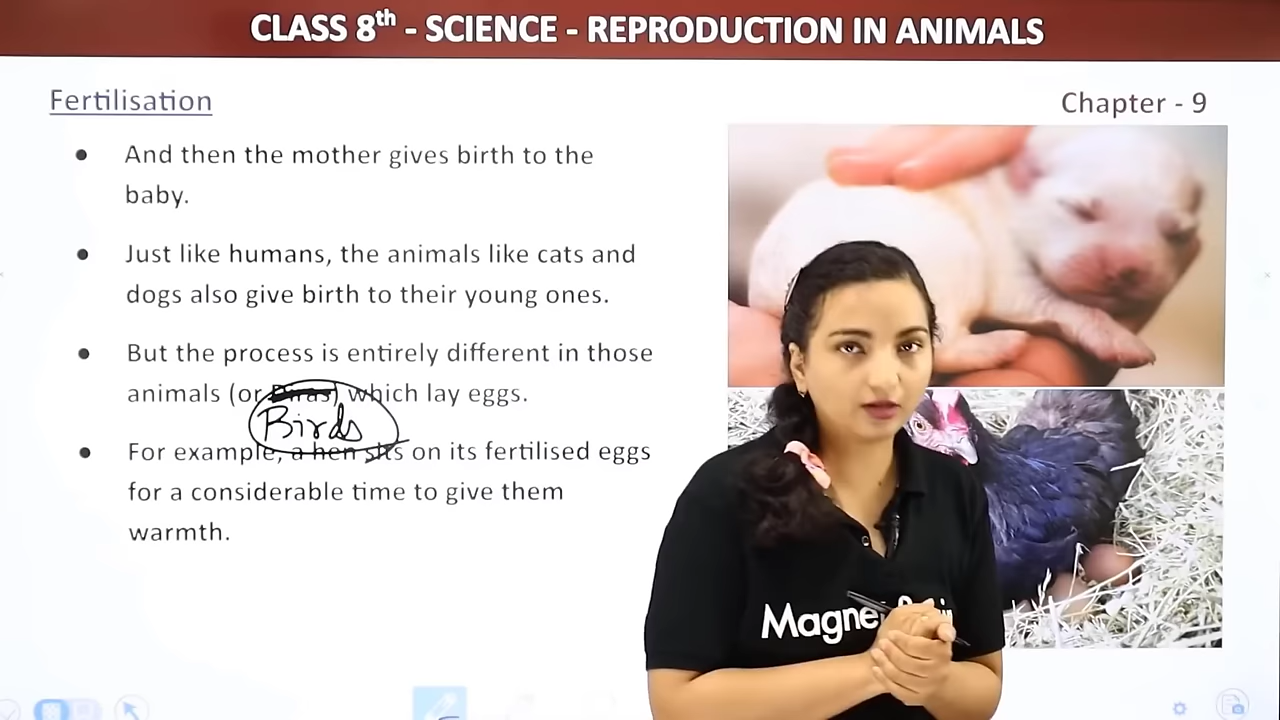 CLASS 8th - SCIENCE - REPRODUCTION IN ANIMALS
Fertilisation
Chapter - 9
● And then the mother gives birth to the
baby.
● Just like humans, the animals like cats and
dogs also give birth to their young ones.
● But the process is entirely different in those
animals (or which lay eggs.
Birds
● For example, a hen sits on its fertilised eggs
for a considerable time to give them
warmth.
Magne